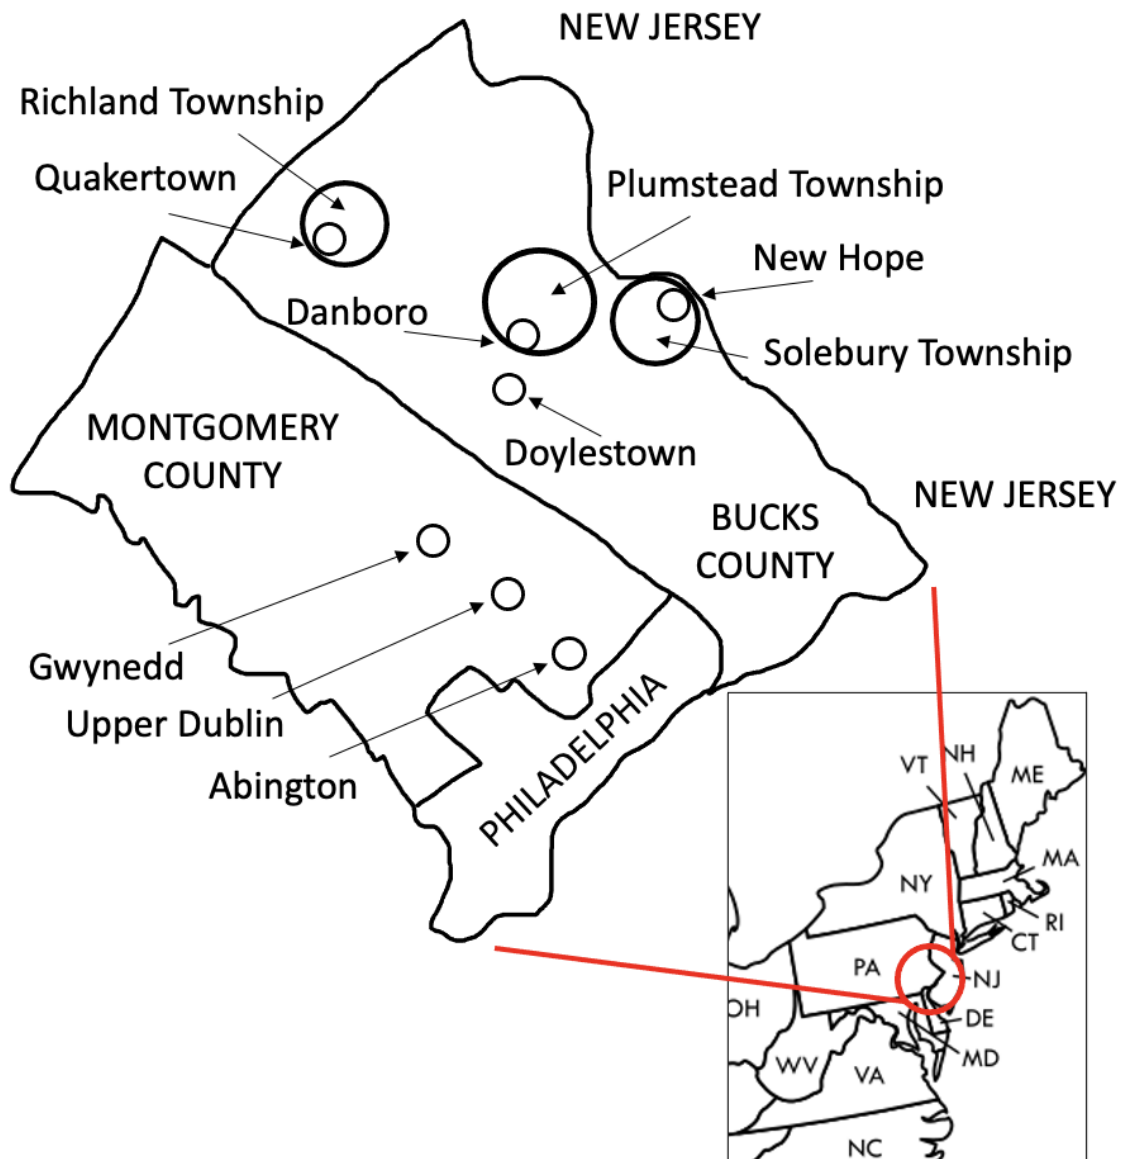 NEW JERSEY
Richland Township
Quakertown
Plumstead Township
New Hope
Danboro
Solebury Township
MONTGOMERY
COUNTY
Doylestown
NEW JERSEY
BUCKS
COUNTY
Gwynedd
Upper Dublin
Abington
PHILADELPHIA
VT
NH
ME
MA
NY
RI
CT
PA
NJ
OH
DE
MD
WV
VA
NC